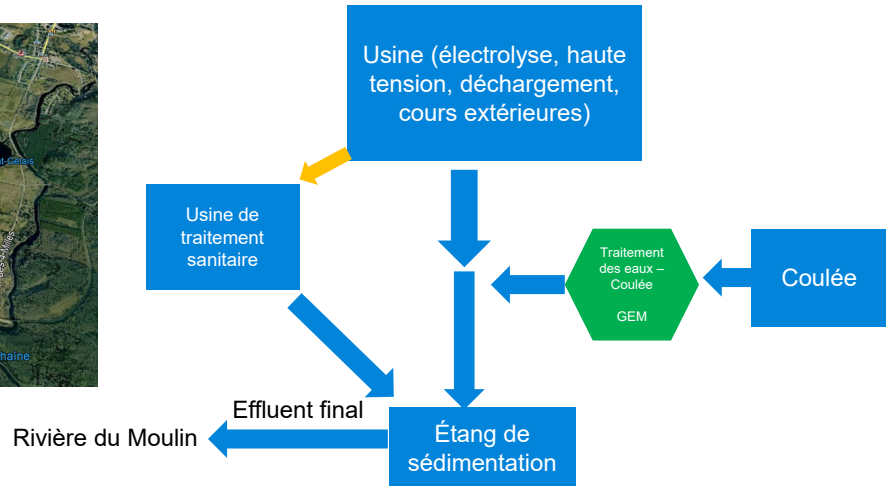 Usine (électrolyse, haute
tension, déchargement,
cours extérieures)
Usine de
traitement
sanitaire
Traitement
des eaux –
Coulée
GEM
Coulée
Effluent final
Rivière du Moulin
Étang de
sédimentation